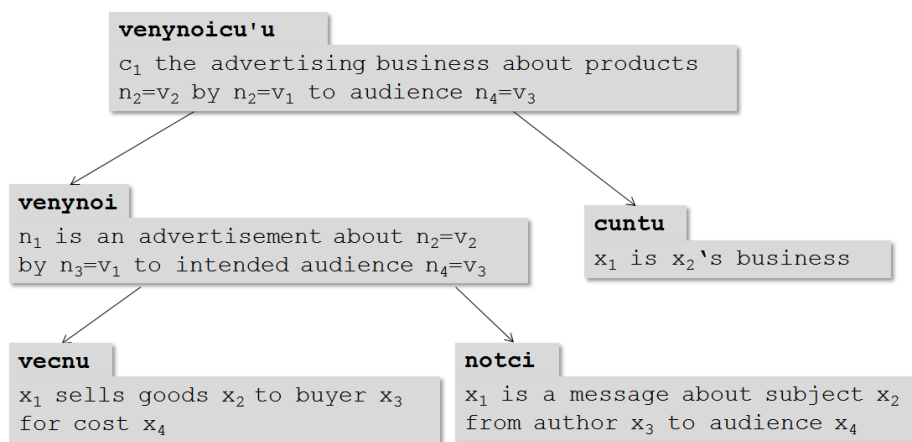 venynoicu'u
c₁ the advertising business about products
n₂=v₂ by n₂=v₁ to audience n₄=v₃
venynoi
n₁ is an advertisement about n₂=v₂
by n₃=v₁ to intended audience n₄=v₃
cuntu
x₁ is x₂‘s business
vecnu
x₁ sells goods x₂ to buyer x₃
for cost x₄
notci
x₁ is a message about subject x₂
from author x₃ to audience x₄